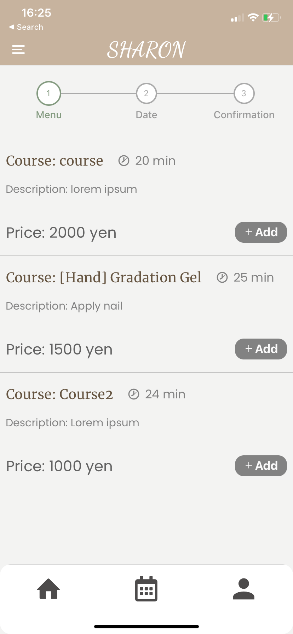 16:25
◀ Search
SHARON
1 2 3
Menu Date Confirmation
Course: course 20 min
Description: lorem ipsum
Price: 2000 yen + Add
Course: [Hand] Gradation Gel 25 min
Description: Apply nail
Price: 1500 yen + Add
Course: Course2 24 min
Description: Lorem ipsum
Price: 1000 yen + Add